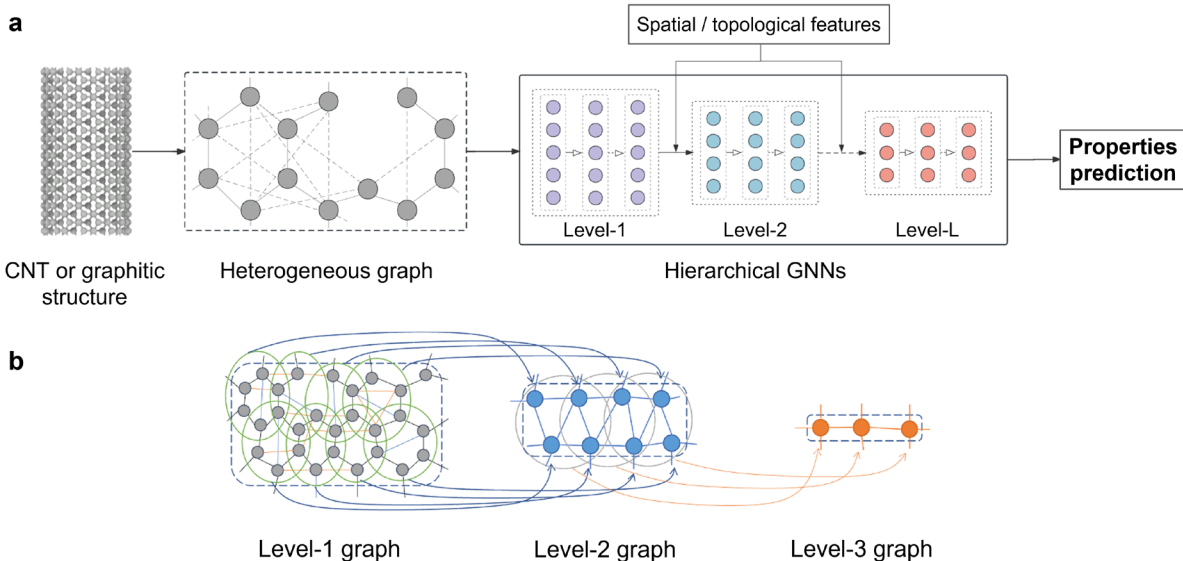 a
Spatial / topological features
Properties
prediction
Level-1
Level-2
Level-L
CNT or graphitic
structure
Heterogeneous graph
Hierarchical GNNs
b
Level-1 graph
Level-2 graph
Level-3 graph